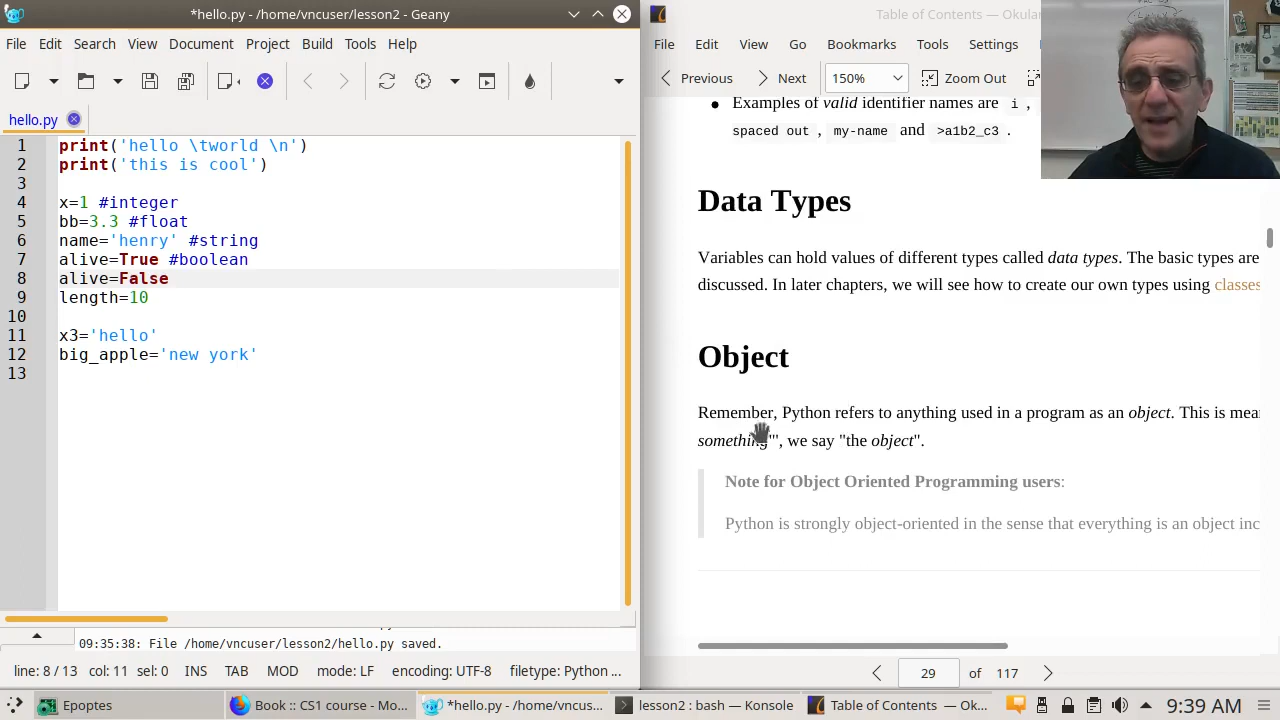 *hello.py - /home/vncuser/lesson2 - Geany
File Edit Search View Document Project Build Tools Help
hello.py
1 print('hello \tworld \n')
2 print('this is cool')
3
4 x=1 #integer
5 bb=3.3 #float
6 name='henry' #string
7 alive=True #boolean
8 alive=False
9 length=10
10
11 x3='hello'
12 big_apple='new york'
13
09:35:38: File /home/vncuser/lesson2/hello.py saved.
line: 8 / 13 col: 11 sel: 0 INS TAB MOD mode: LF encoding: UTF-8 filetype: Python ...
Table of Contents — Okular
File Edit View Go Bookmarks Tools Settings
Previous Next 150% Zoom Out
• Examples of valid identifier names are i ,
spaced out , my-name and >a1b2_c3 .
Data Types
Variables can hold values of different types called data types. The basic types are
discussed. In later chapters, we will see how to create our own types using classes
Object
Remember, Python refers to anything used in a program as an object. This is mea
something'", we say "the object".
Note for Object Oriented Programming users:
Python is strongly object-oriented in the sense that everything is an object inc
29 of 117
Epoptes Book :: CS1 course - Mo... *hello.py - /home/vncus... lesson2 : bash — Konsole Table of Contents — Ok... 9:39 AM